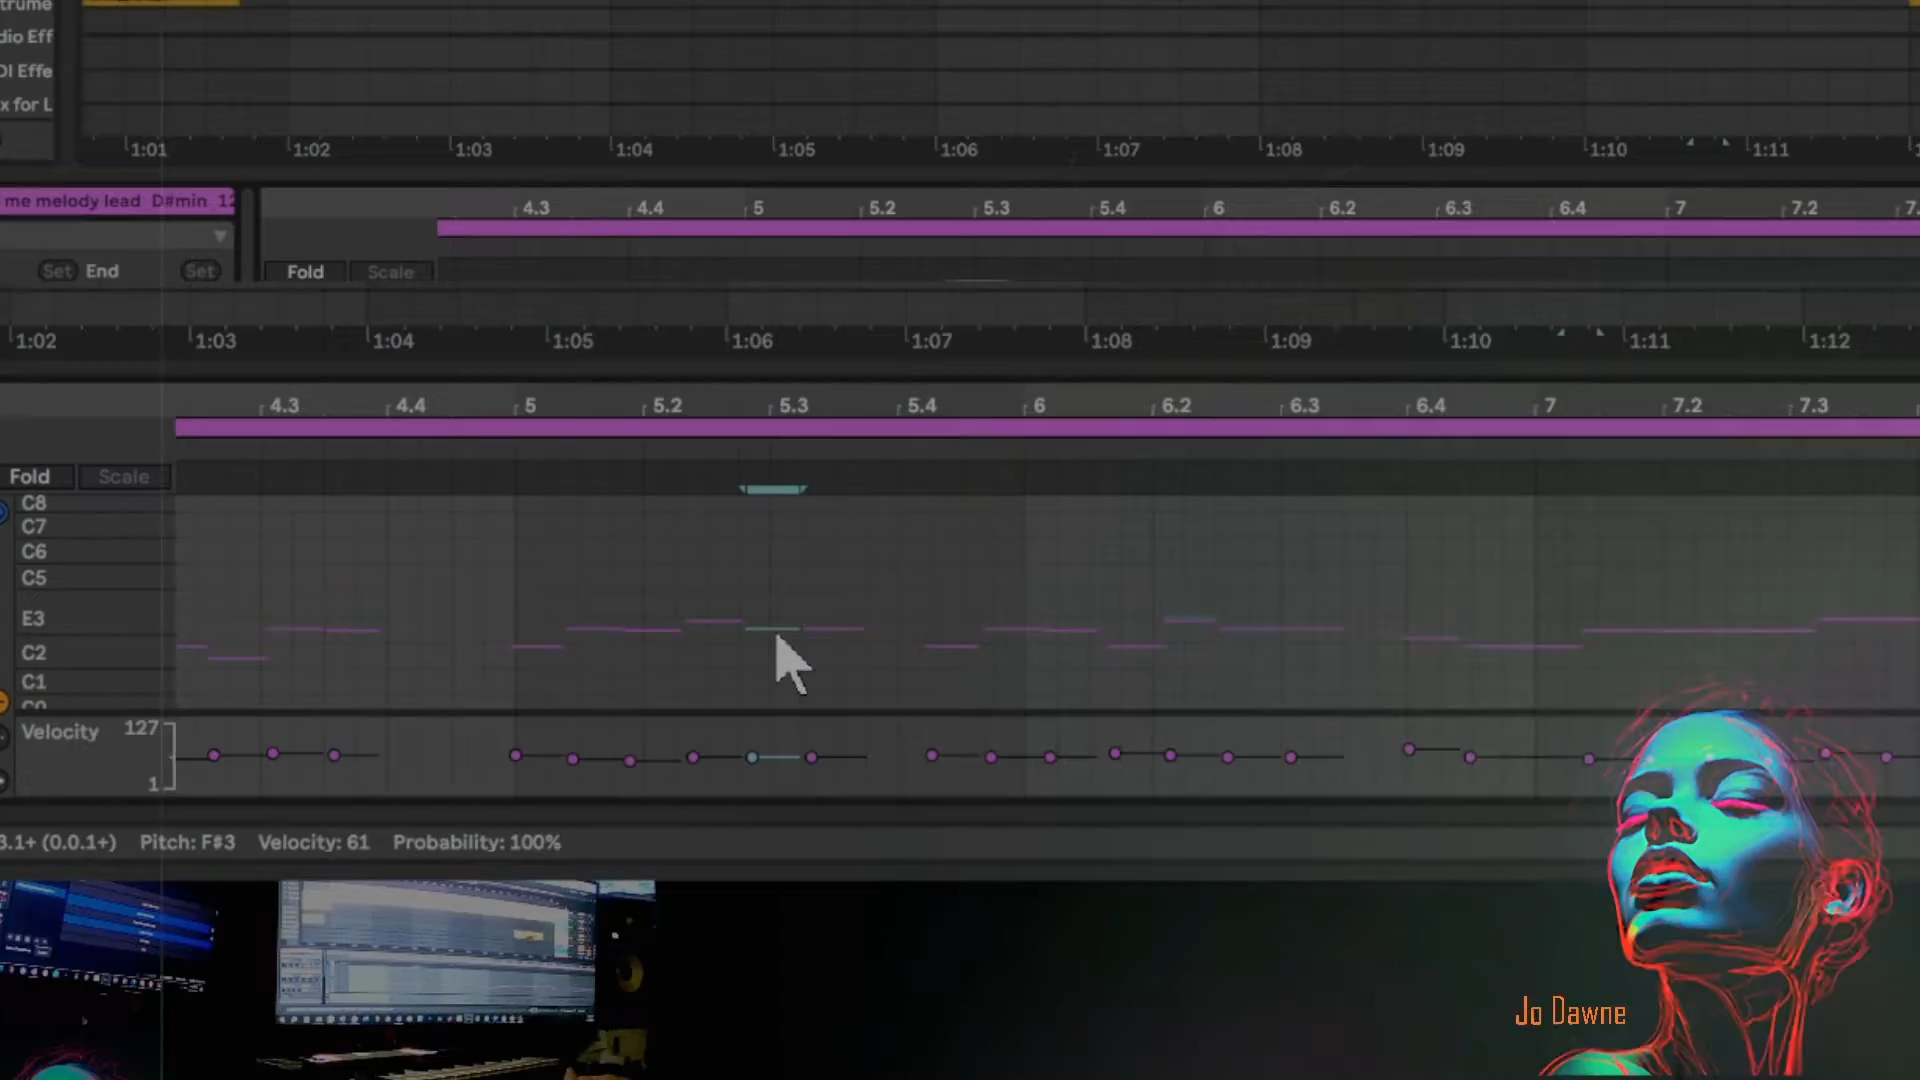 trume
dio Eff
DI Effe
x for L
1:01 1:02 1:03 1:04 1:05 1:06 1:07 1:08 1:09 1:10 1:11
me melody lead D#min 12
4.3 4.4 5 5.2 5.3 5.4 6 6.2 6.3 6.4 7 7.2 7.
Set End Set Fold Scale
1:02 1:03 1:04 1:05 1:06 1:07 1:08 1:09 1:10 1:11 1:12
4.3 4.4 5 5.2 5.3 5.4 6 6.2 6.3 6.4 7 7.2 7.3
Fold Scale
C8
C7
C6
C5
E3
C2
C1
C0
Velocity 127
1
3.1+ (0.0.1+) Pitch: F#3 Velocity: 61 Probability: 100%
Jo Dawne